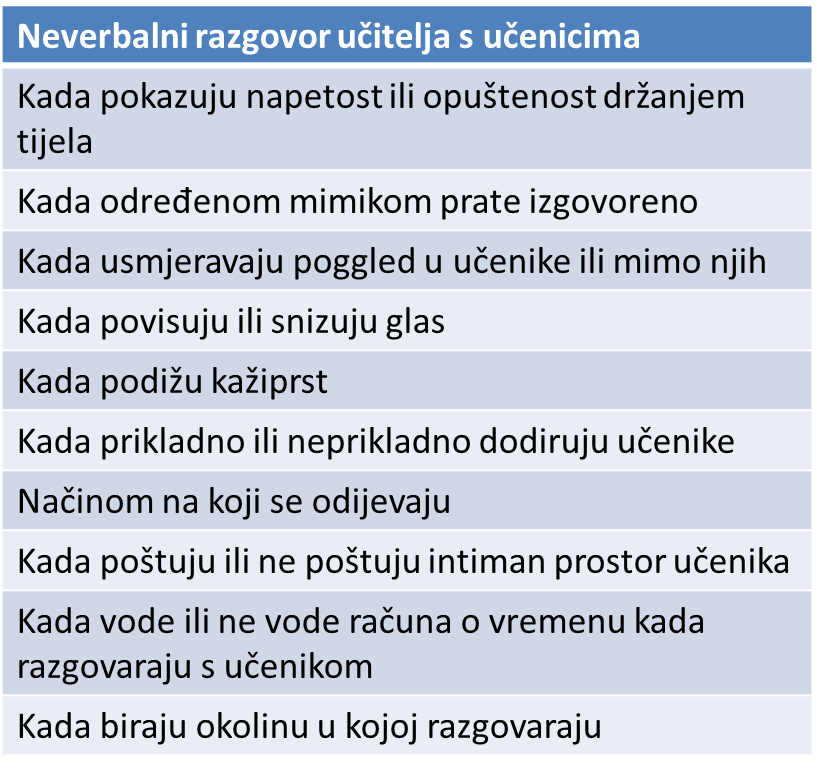 Neverbalni razgovor učitelja s učenicima
Kada pokazuju napetost ili opuštenost držanjem
tijela
Kada određenom mimikom prate izgovoreno
Kada usmjeravaju poggled u učenike ili mimo njih
Kada povisuju ili snizuju glas
Kada podižu kažiprst
Kada prikladno ili neprikladno dodiruju učenike
Načinom na koji se odijevaju
Kada poštuju ili ne poštuju intiman prostor učenika
Kada vode ili ne vode računa o vremenu kada
razgovaraju s učenikom
Kada biraju okolinu u kojoj razgovaraju